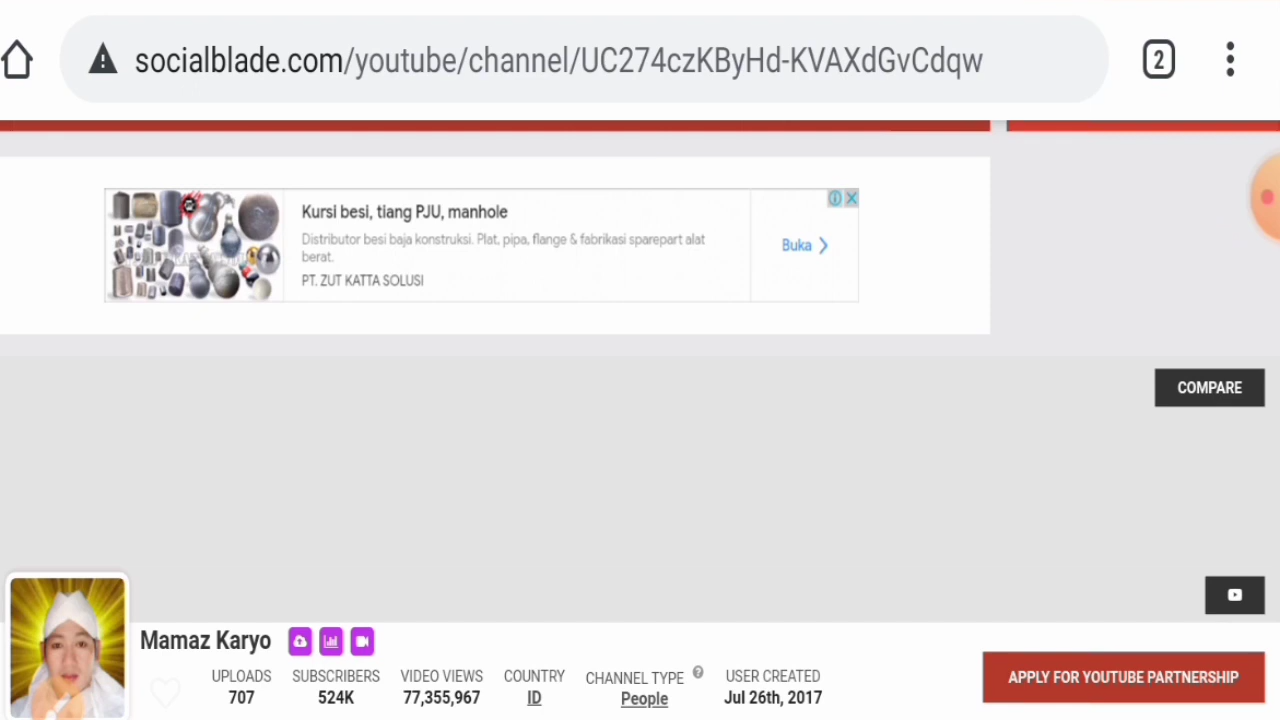 socialblade.com/youtube/channel/UC274czKByHd-KVAXdGvCdqw
2
Kursi besi, tiang PJU, manhole
Distributor besi baja konstruksi. Plat, pipa, flange & fabrikasi sparepart alat
berat.
PT. ZUT KATTA SOLUSI
Buka
COMPARE
Mamaz Karyo
UPLOADS SUBSCRIBERS VIDEO VIEWS COUNTRY CHANNEL TYPE ? USER CREATED
707 524K 77,355,967 ID People Jul 26th, 2017
APPLY FOR YOUTUBE PARTNERSHIP